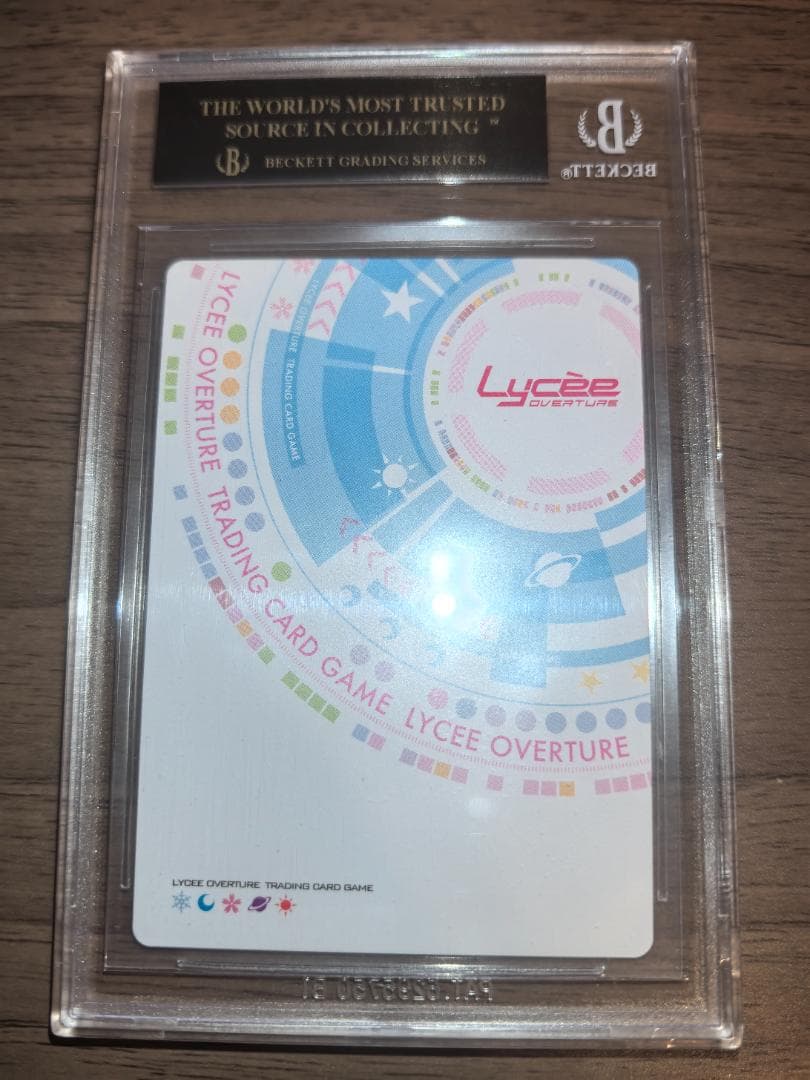 THE WORLD'S MOST TRUSTED
SOURCE IN COLLECTING ™
B BECKETT GRADING SERVICES
B
BECKETT®
LYCEE OVERTURE TRADING CARD GAME LYCEE OVERTURE
LYCEE OVERTURE TRADING CARD GAME
Lycèe
OVERTURE
LYCEE OVERTURE TRADING CARD GAME